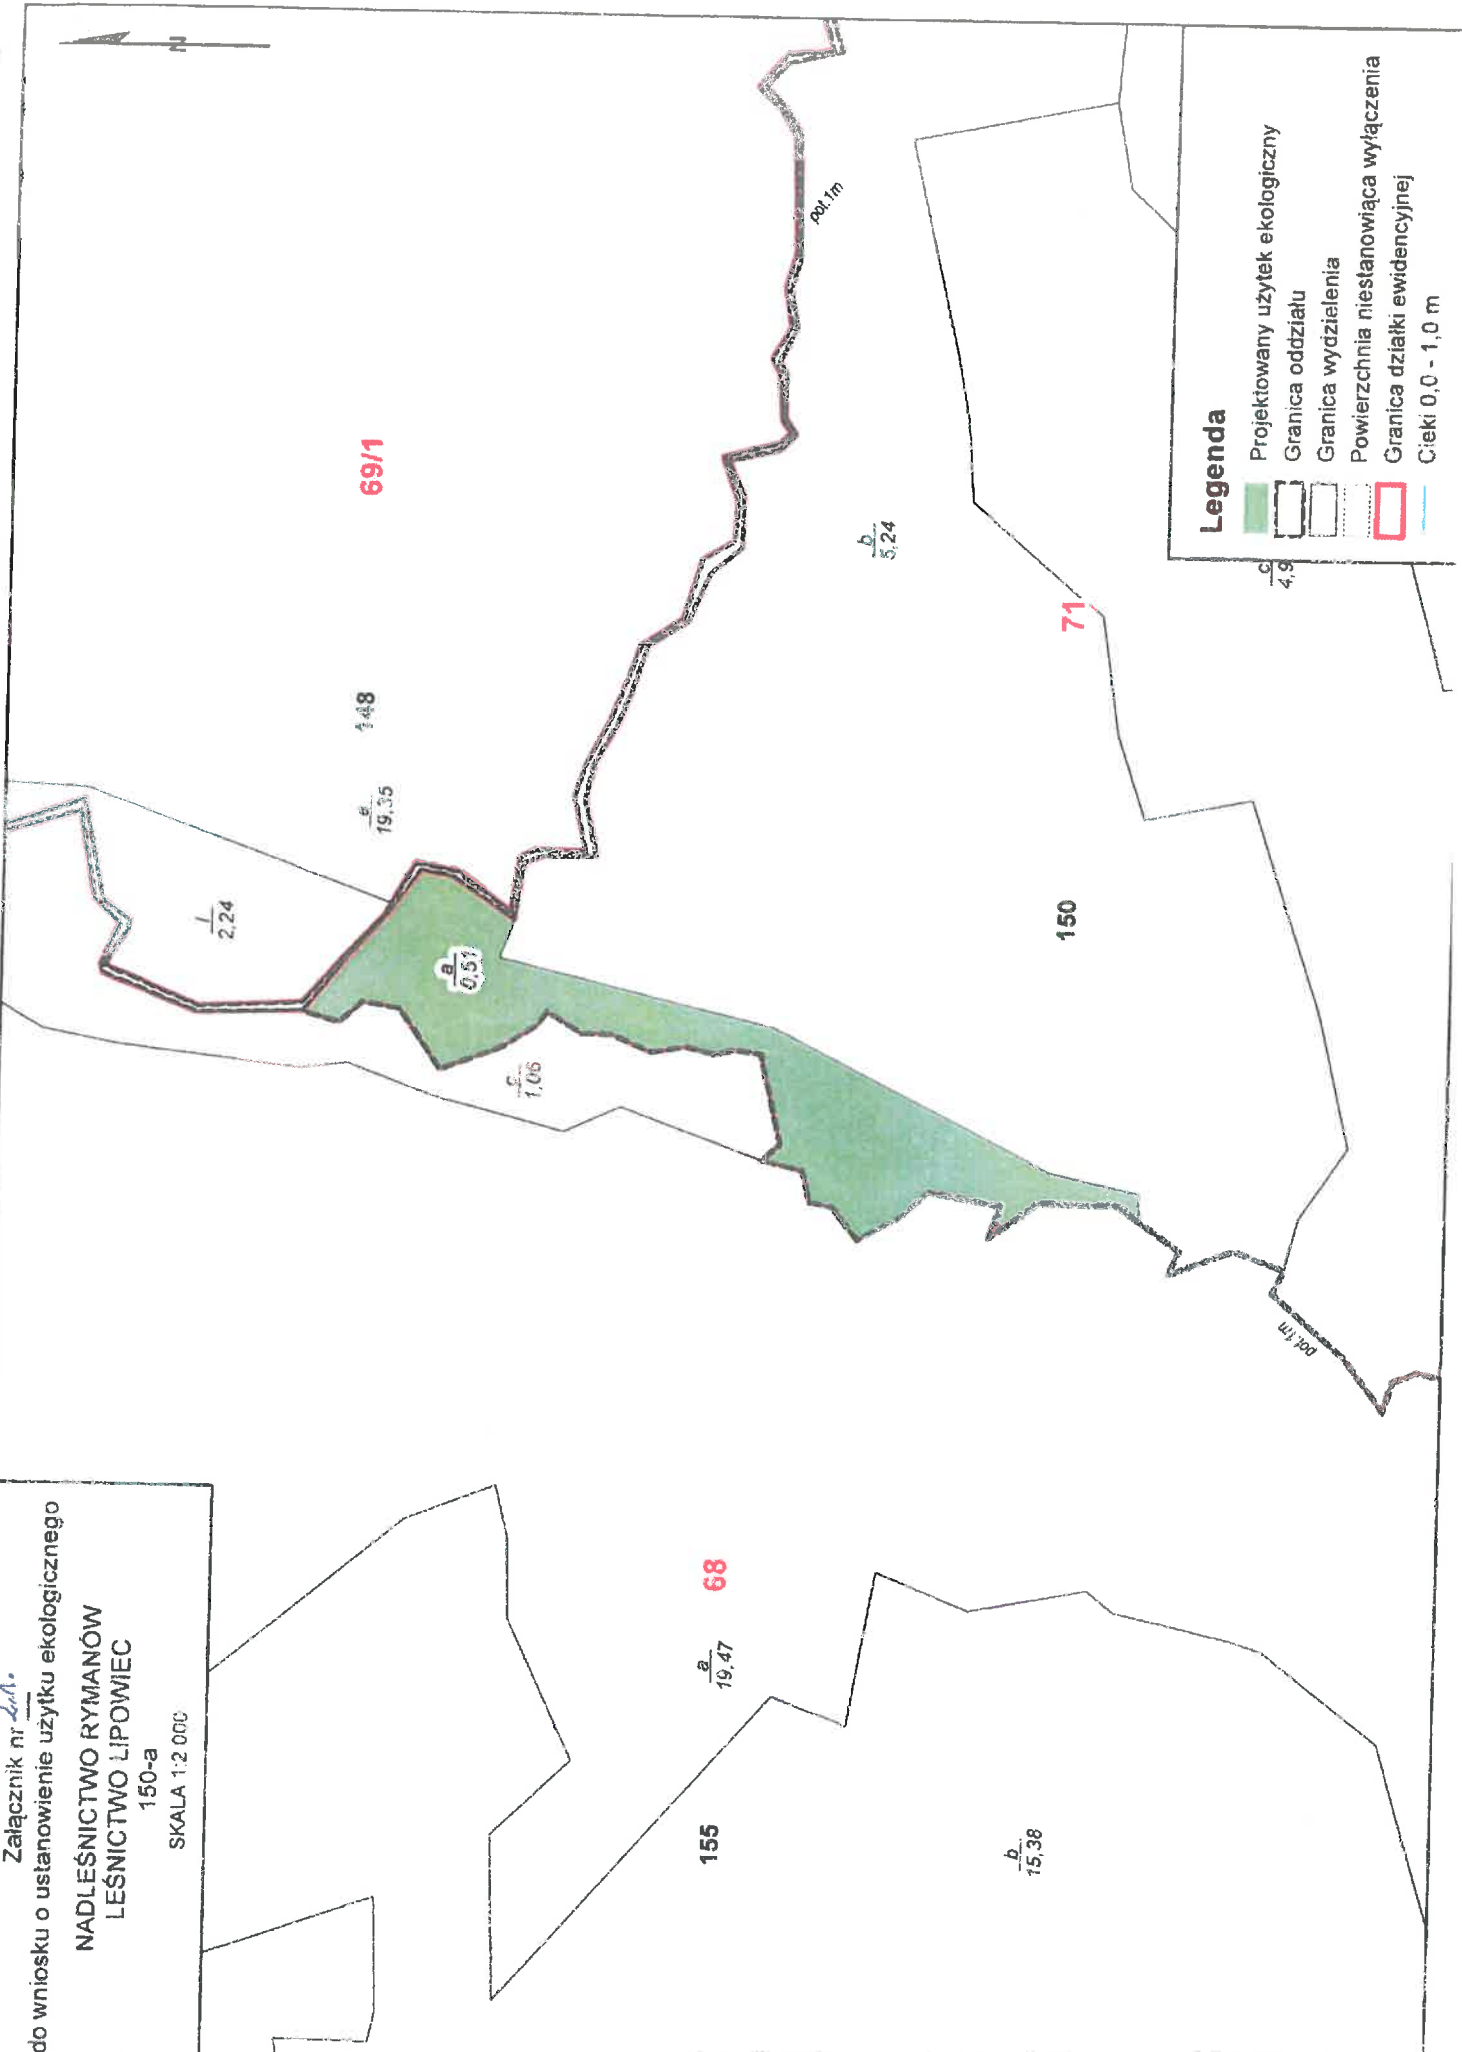 Załącznik nr
do wniosku o ustanowienie użytku ekologicznego
NADLEŚNICTWO RYMANÓW
LEŚNICTWO LIPOWIEC
150-a
SKALA 1:2 000
N
69/1
148
19,35
2,24
a
0,51
1,06
pot.1m
b
5,24
71
150
c
4,9
pot.1m
68
a
19,47
155
b
15,38
Legenda
Projektowany użytek ekologiczny
Granica oddziału
Granica wydzielenia
Powierzchnia niestanowiąca wyłączenia
Granica działki ewidencyjnej
Cieki 0,0 - 1,0 m